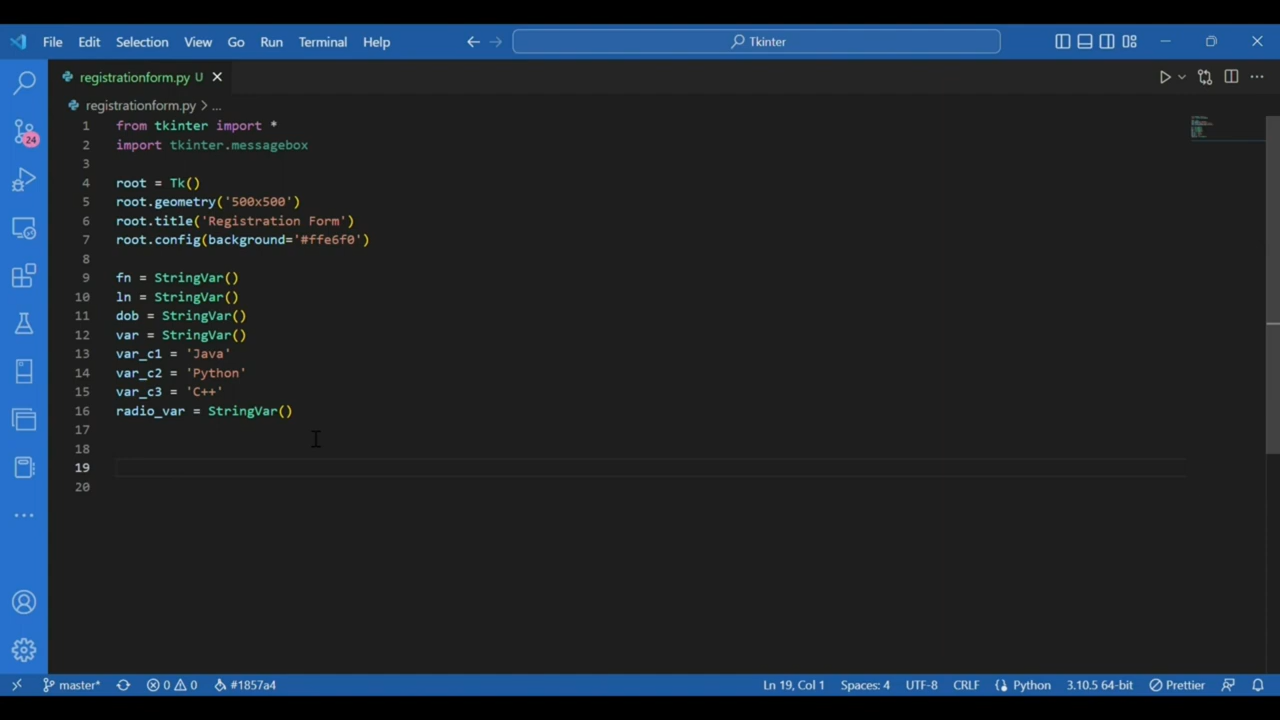 File Edit Selection View Go Run Terminal Help Tkinter
registrationform.py U
registrationform.py > ...
24
1 from tkinter import *
2 import tkinter.messagebox
3
4 root = Tk()
5 root.geometry('500x500')
6 root.title('Registration Form')
7 root.config(background='#ffe6f0')
8
9 fn = StringVar()
10 ln = StringVar()
11 dob = StringVar()
12 var = StringVar()
13 var_c1 = 'Java'
14 var_c2 = 'Python'
15 var_c3 = 'C++'
16 radio_var = StringVar()
17
18
19
20
master* 0 0 #1857a4 Ln 19, Col 1 Spaces: 4 UTF-8 CRLF Python 3.10.5 64-bit Prettier